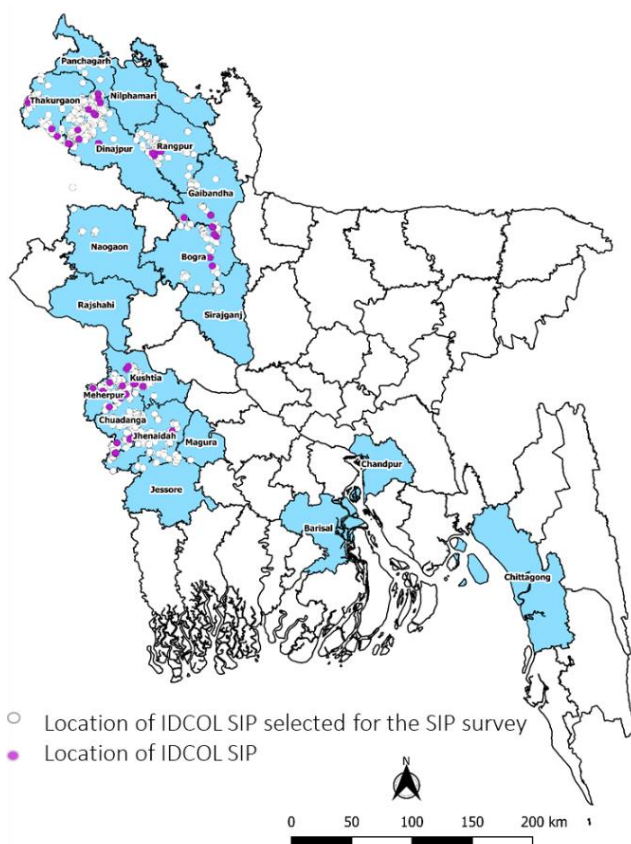 Panchagarh
Thakurgaon
Nilphamari
Rangpur
Dinajpur
Gaibandha
Naogaon
Bogra
Rajshahi
Sirajganj
Kushtia
Meherpur
Chuadanga
Jhenaidah
Magura
Chandpur
Jessore
Barisal
Chittagong
Location of IDCOL SIP selected for the SIP survey
Location of IDCOL SIP
N
1
0 50 100 150 200 km